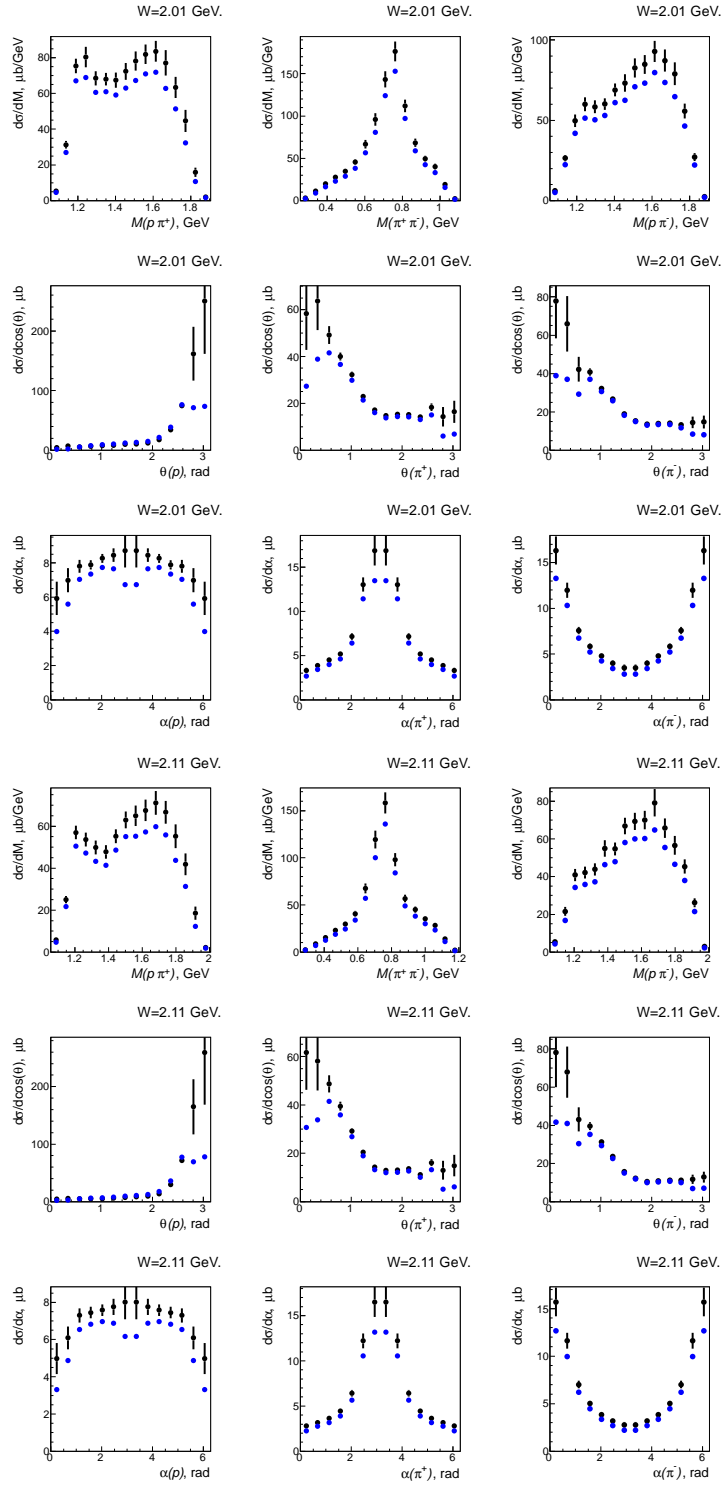 W=2.01 GeV. W=2.01 GeV. W=2.01 GeV.
dσ/dM, μb/GeV dσ/dM, μb/GeV dσ/dM, μb/GeV
80 60 40 20 0
150 100 50 0
100 80 60 40 20 0
1.2 1.4 1.6 1.8
0.4 0.6 0.8 1
1.2 1.4 1.6 1.8
M(p π⁺), GeV M(π⁺ π⁻), GeV M(p π⁻), GeV
W=2.01 GeV. W=2.01 GeV. W=2.01 GeV.
dσ/dcos(θ), μb dσ/dcos(θ), μb dσ/dcos(θ), μb
200 100 0
60 40 20 0
80 60 40 20 0
0 1 2 3
0 1 2 3
0 1 2 3
θ(p), rad θ(π⁺), rad θ(π⁻), rad
W=2.01 GeV. W=2.01 GeV. W=2.01 GeV.
dσ/dα, μb dσ/dα, μb dσ/dα, μb
8 6 4 2 0
15 10 5 0
15 10 5 0
0 2 4 6
0 2 4 6
0 2 4 6
α(p), rad α(π⁺), rad α(π⁻), rad
W=2.11 GeV. W=2.11 GeV. W=2.11 GeV.
dσ/dM, μb/GeV dσ/dM, μb/GeV dσ/dM, μb/GeV
60 40 20 0
150 100 50 0
80 60 40 20 0
1.2 1.4 1.6 1.8 2
0.4 0.6 0.8 1 1.2
1.2 1.4 1.6 1.8 2
M(p π⁺), GeV M(π⁺ π⁻), GeV M(p π⁻), GeV
W=2.11 GeV. W=2.11 GeV. W=2.11 GeV.
dσ/dcos(θ), μb dσ/dcos(θ), μb dσ/dcos(θ), μb
200 100 0
60 40 20 0
80 60 40 20 0
0 1 2 3
0 1 2 3
0 1 2 3
θ(p), rad θ(π⁺), rad θ(π⁻), rad
W=2.11 GeV. W=2.11 GeV. W=2.11 GeV.
dσ/dα, μb dσ/dα, μb dσ/dα, μb
8 6 4 2 0
15 10 5 0
15 10 5 0
0 2 4 6
0 2 4 6
0 2 4 6
α(p), rad α(π⁺), rad α(π⁻), rad